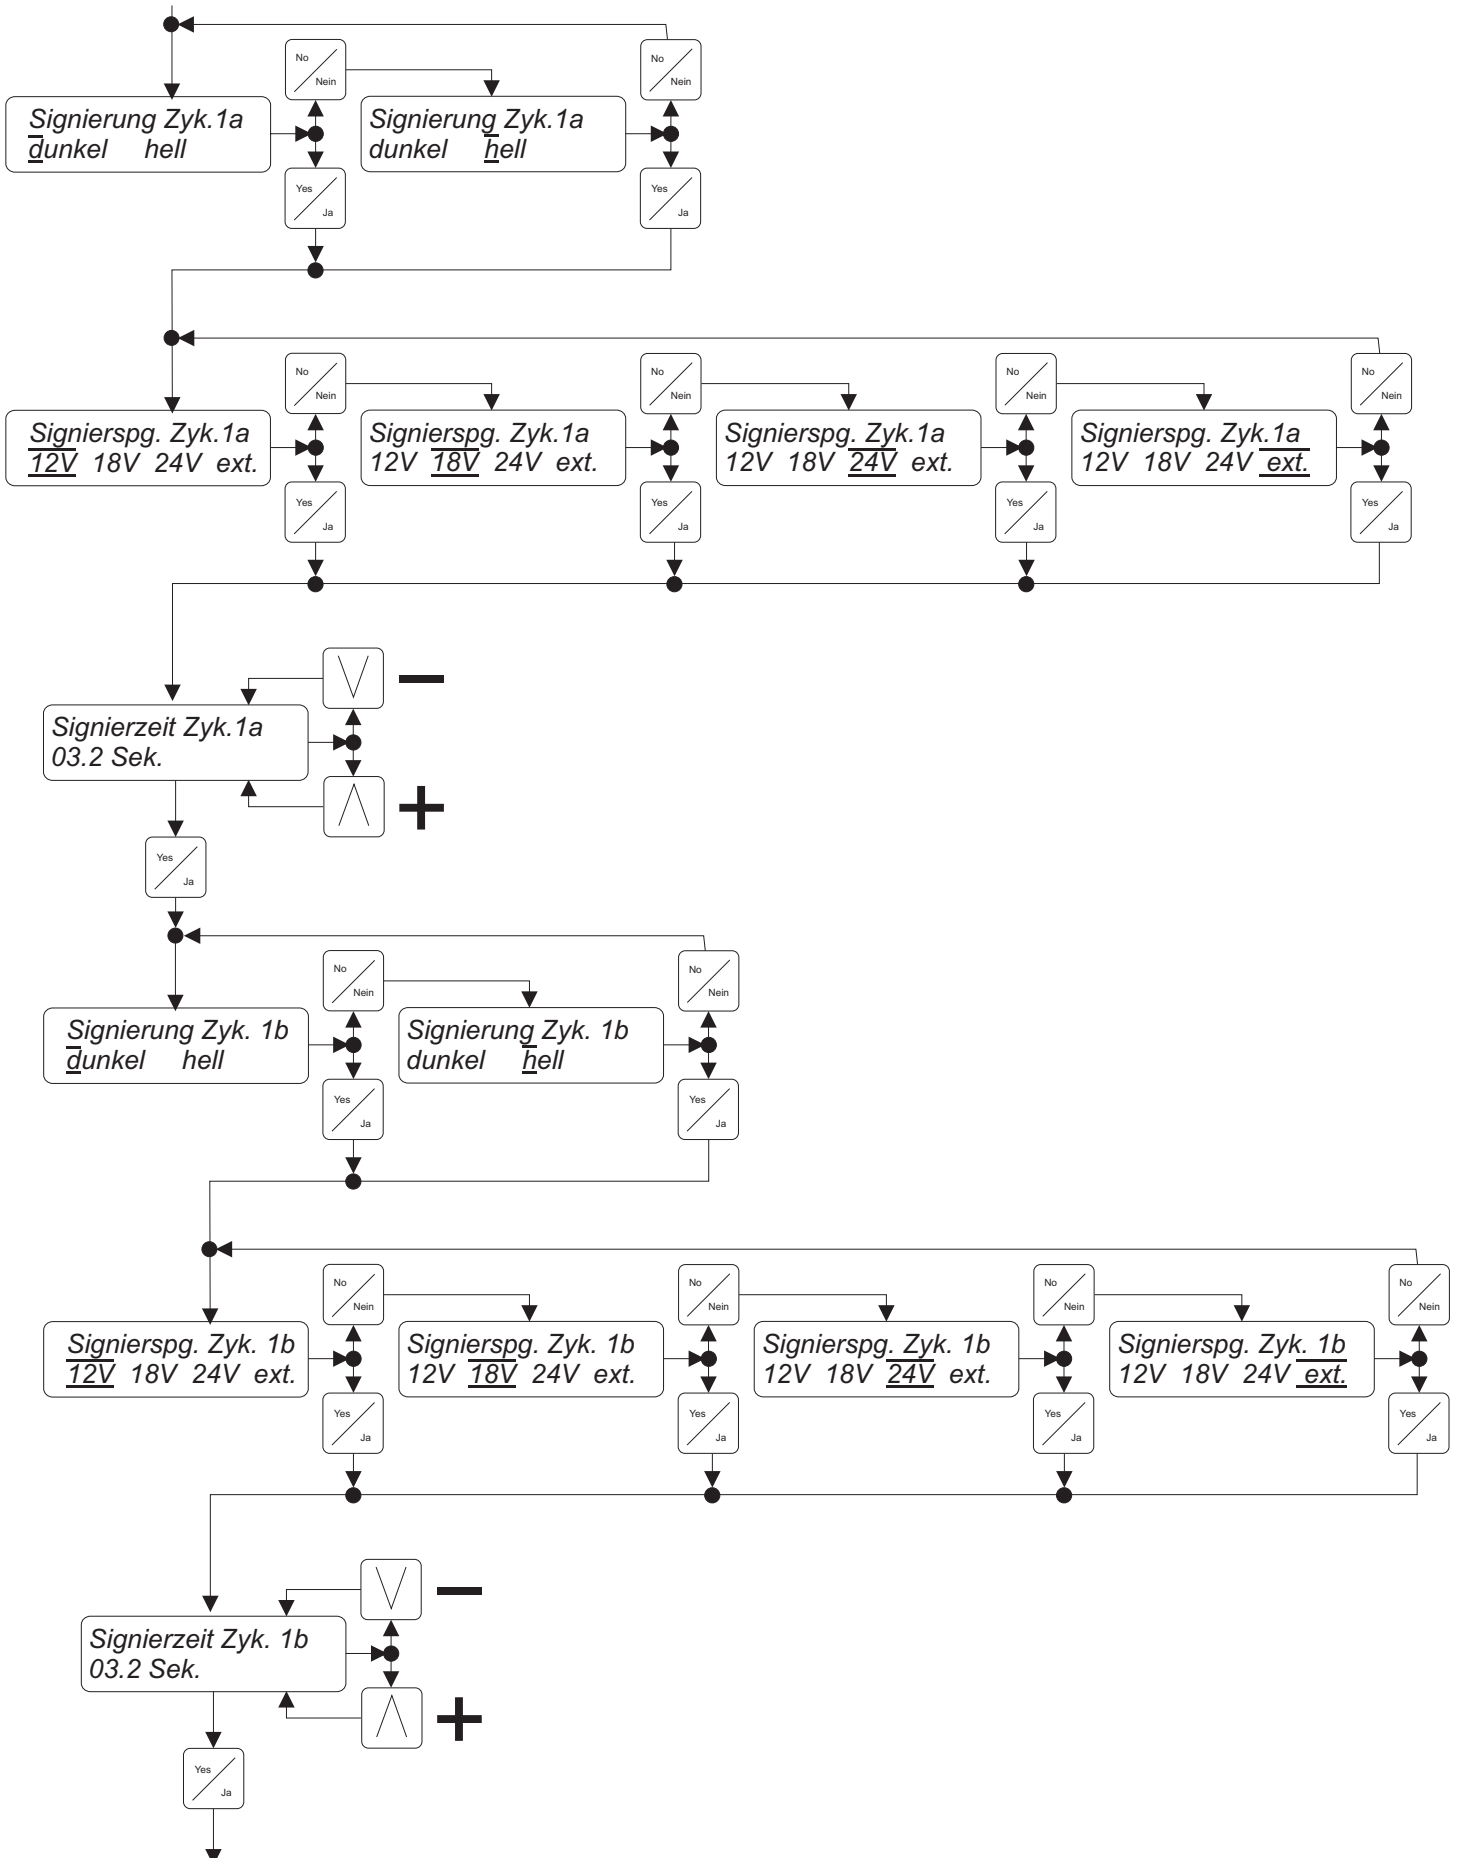 No
Nein
No
Nein
Signierung Zyk.1a
dunkel hell
Signierung Zyk.1a
dunkel hell
Yes
Ja
Yes
Ja
No
Nein
No
Nein
No
Nein
No
Nein
Signierspg. Zyk.1a
12V 18V 24V ext.
Signierspg. Zyk.1a
12V 18V 24V ext.
Signierspg. Zyk.1a
12V 18V 24V ext.
Signierspg. Zyk.1a
12V 18V 24V ext.
Yes
Ja
Yes
Ja
Yes
Ja
Yes
Ja
Signierzeit Zyk.1a
03.2 Sek.
Yes
Ja
No
Nein
No
Nein
Signierung Zyk. 1b
dunkel hell
Signierung Zyk. 1b
dunkel hell
Yes
Ja
Yes
Ja
No
Nein
No
Nein
No
Nein
No
Nein
Signierspg. Zyk. 1b
12V 18V 24V ext.
Signierspg. Zyk. 1b
12V 18V 24V ext.
Signierspg. Zyk. 1b
12V 18V 24V ext.
Signierspg. Zyk. 1b
12V 18V 24V ext.
Yes
Ja
Yes
Ja
Yes
Ja
Yes
Ja
Signierzeit Zyk. 1b
03.2 Sek.
Yes
Ja